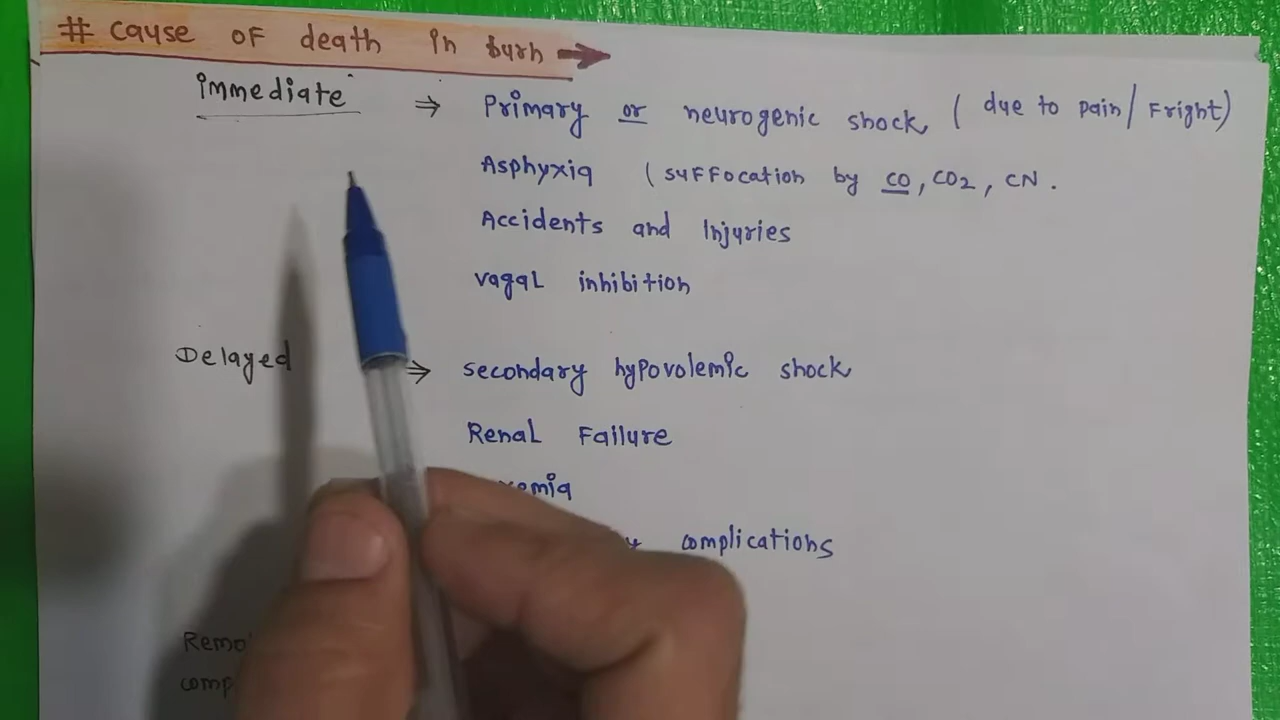 # Cause of death in burn →
immediate ⇒ Primary or neurogenic shock, ( due to Pain/ Fright)
Asphyxia ( suffocation by CO, CO2, CN.
Accidents and Injuries
vagal inhibition
Delayed ⇒ secondary hypovolemic shock
Renal Failure
complications